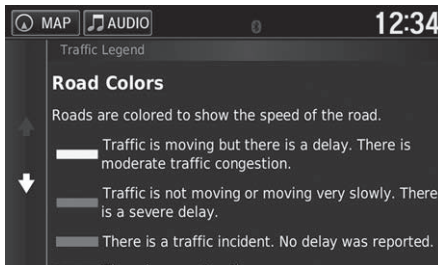 MAP AUDIO 12:34
Traffic Legend
Road Colors
Roads are colored to show the speed of the road.
Traffic is moving but there is a delay. There is
moderate traffic congestion.
Traffic is not moving or moving very slowly. There
is a severe delay.
There is a traffic incident. No delay was reported.